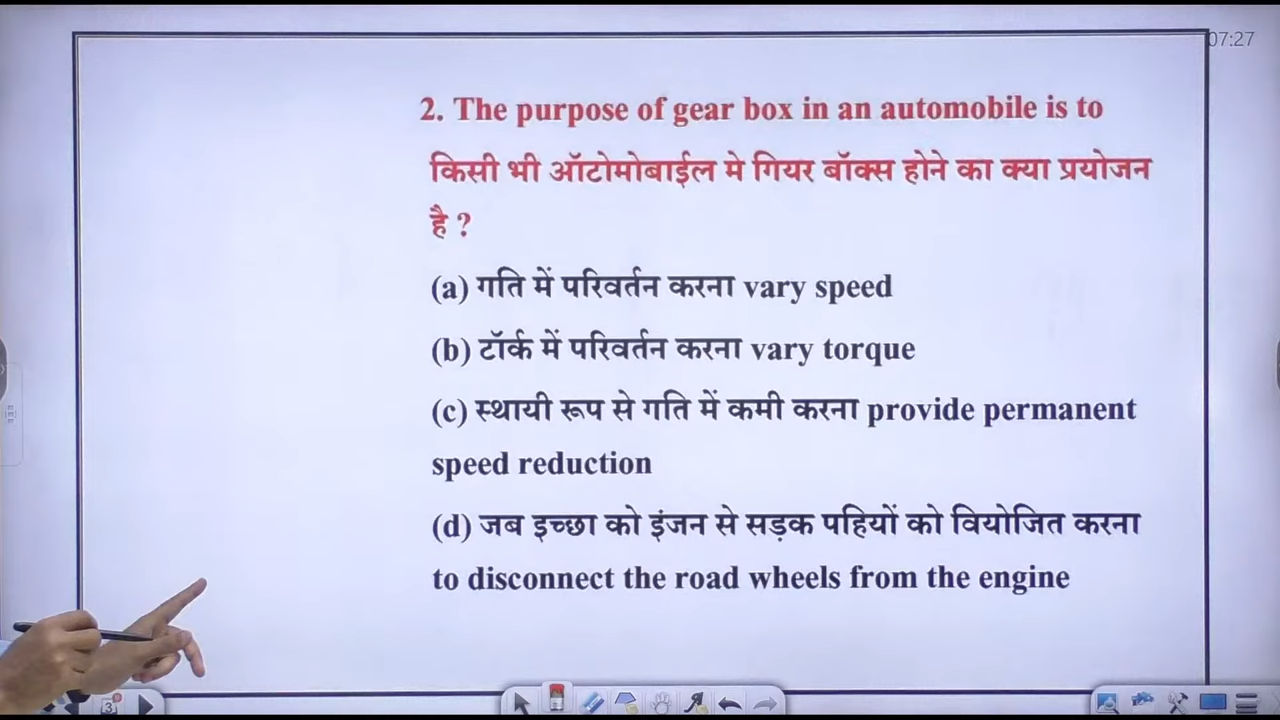 07:27
2. The purpose of gear box in an automobile is to
किसी भी ऑटोमोबाईल मे गियर बॉक्स होने का क्या प्रयोजन
है ?
(a) गति में परिवर्तन करना vary speed
(b) टॉर्क में परिवर्तन करना vary torque
(c) स्थायी रूप से गति में कमी करना provide permanent
speed reduction
(d) जब इच्छा को इंजन से सड़क पहियों को वियोजित करना
to disconnect the road wheels from the engine
3